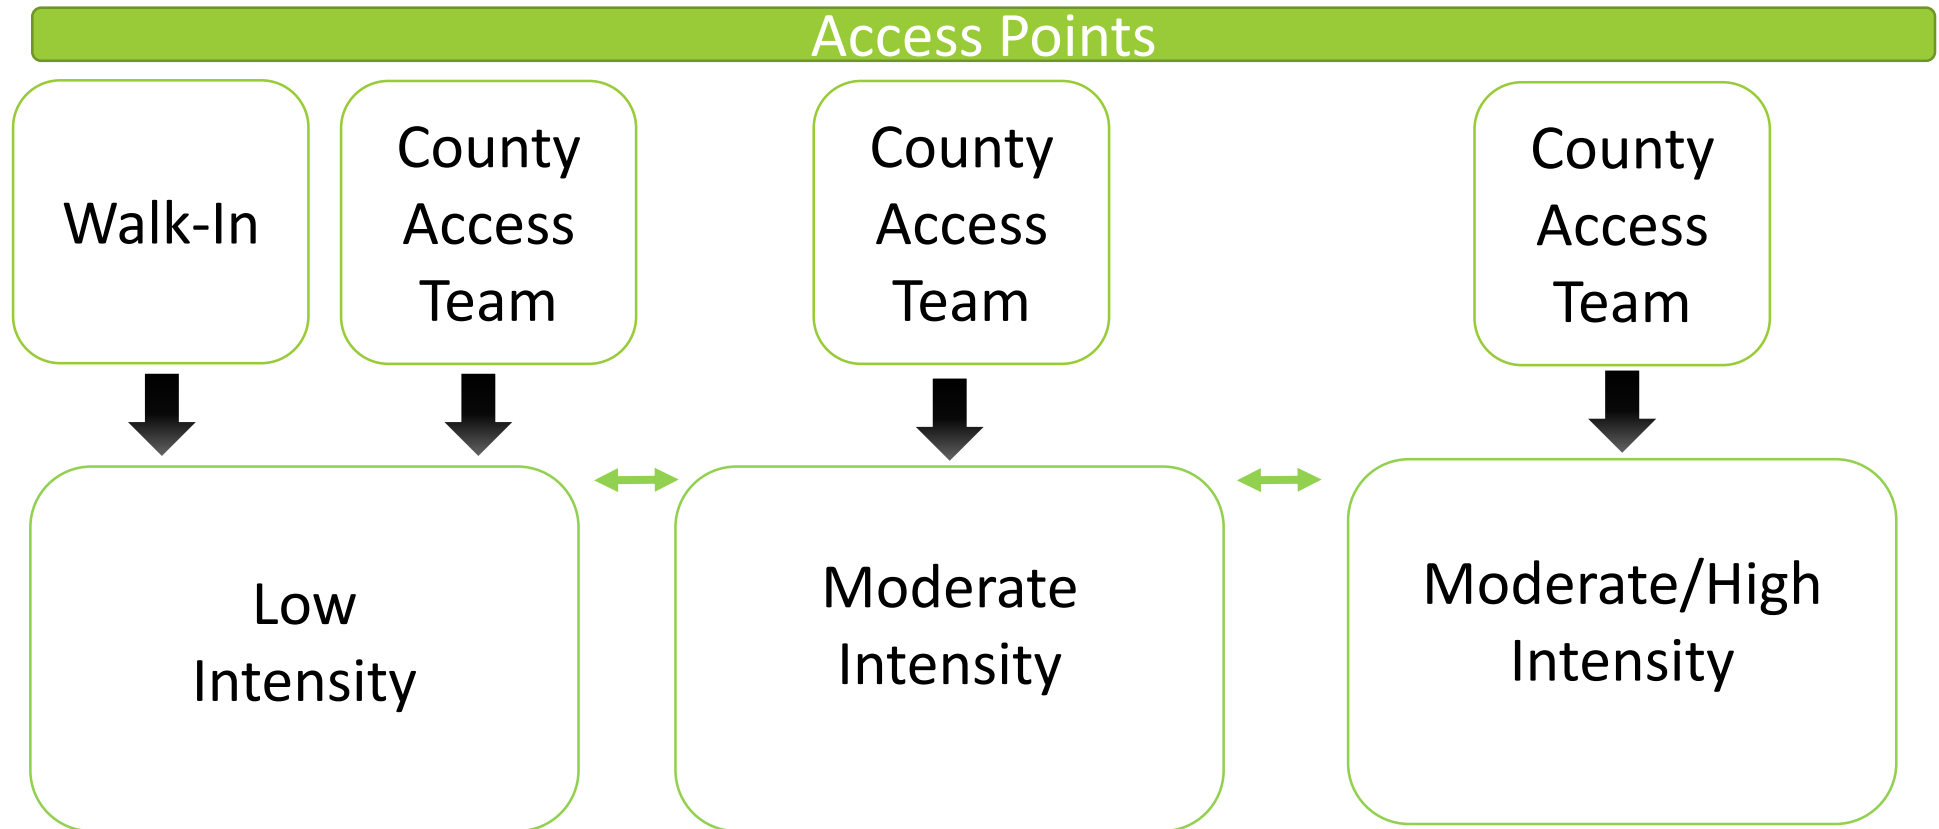 Access Points
Walk-In
County
Access
Team
County
Access
Team
County
Access
Team
Low
Intensity
Moderate
Intensity
Moderate/High
Intensity